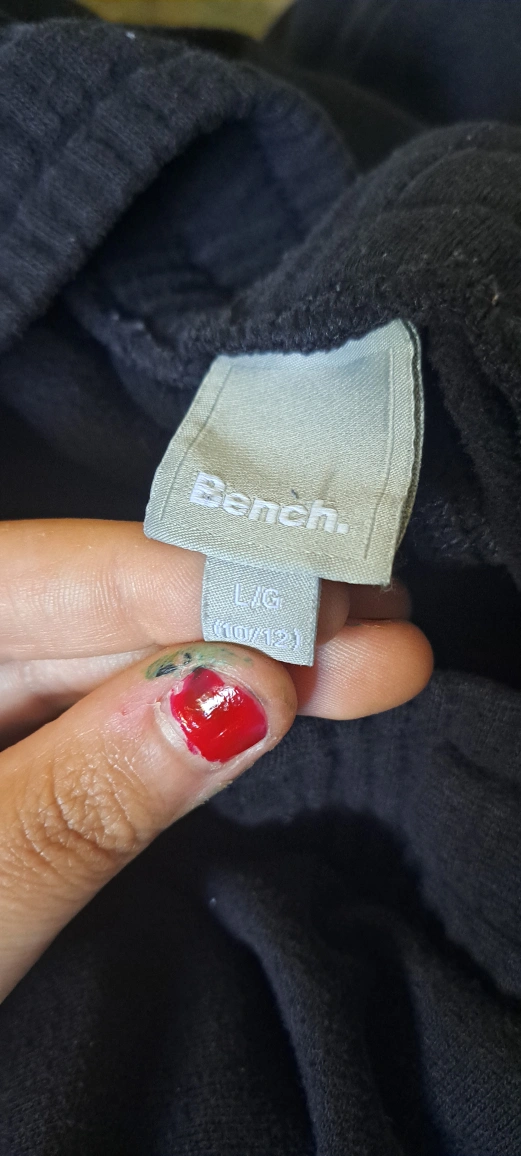 Bench.
L/G
(10/12)